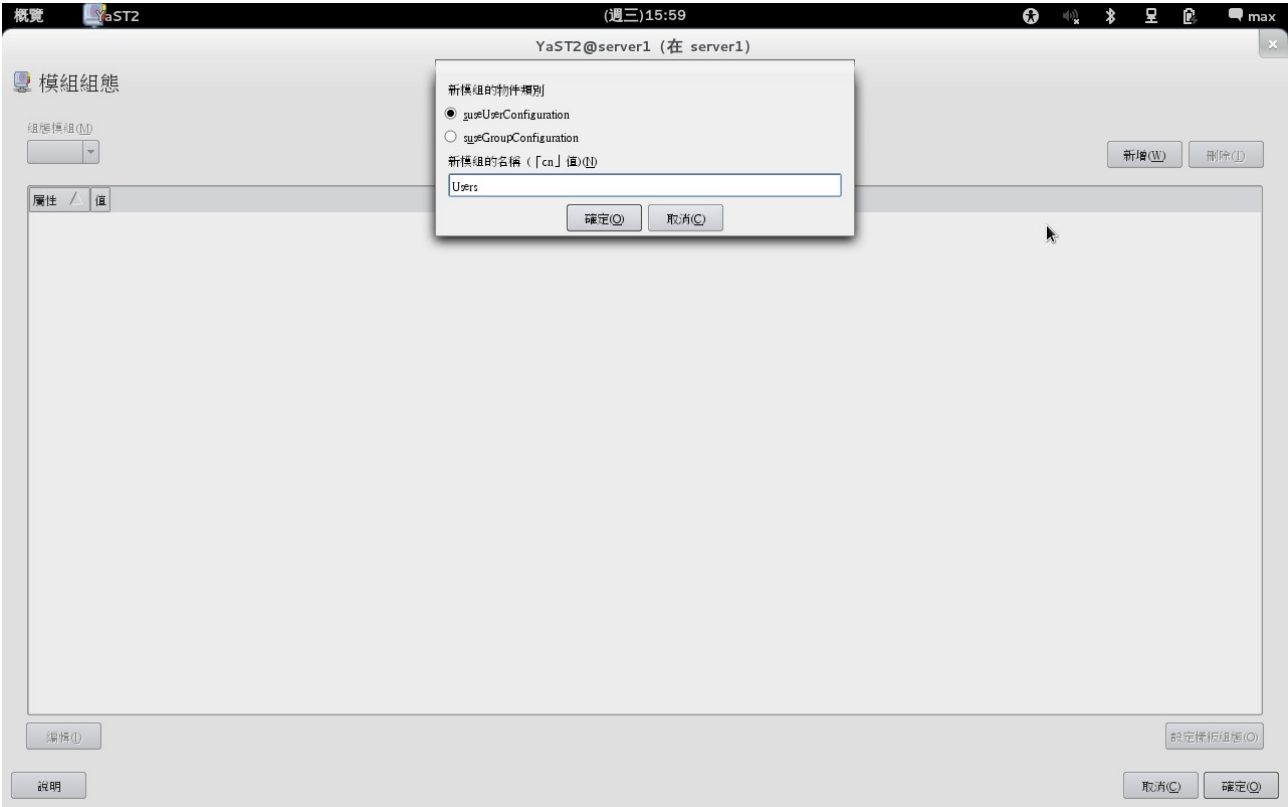 概覽
YaST2
(週三)15:59
max
YaST2@server1 (在 server1)
模組組態
新模組的物件類別
suseUserConfiguration
suseGroupConfiguration
新模組的名稱 (「cn」值)(N)
Users
確定(O)
取消(C)
組態模組(M)
新增(W)
刪除(T)
屬性
值
編輯(I)
設定樣板組態(O)
說明
取消(C)
確定(O)